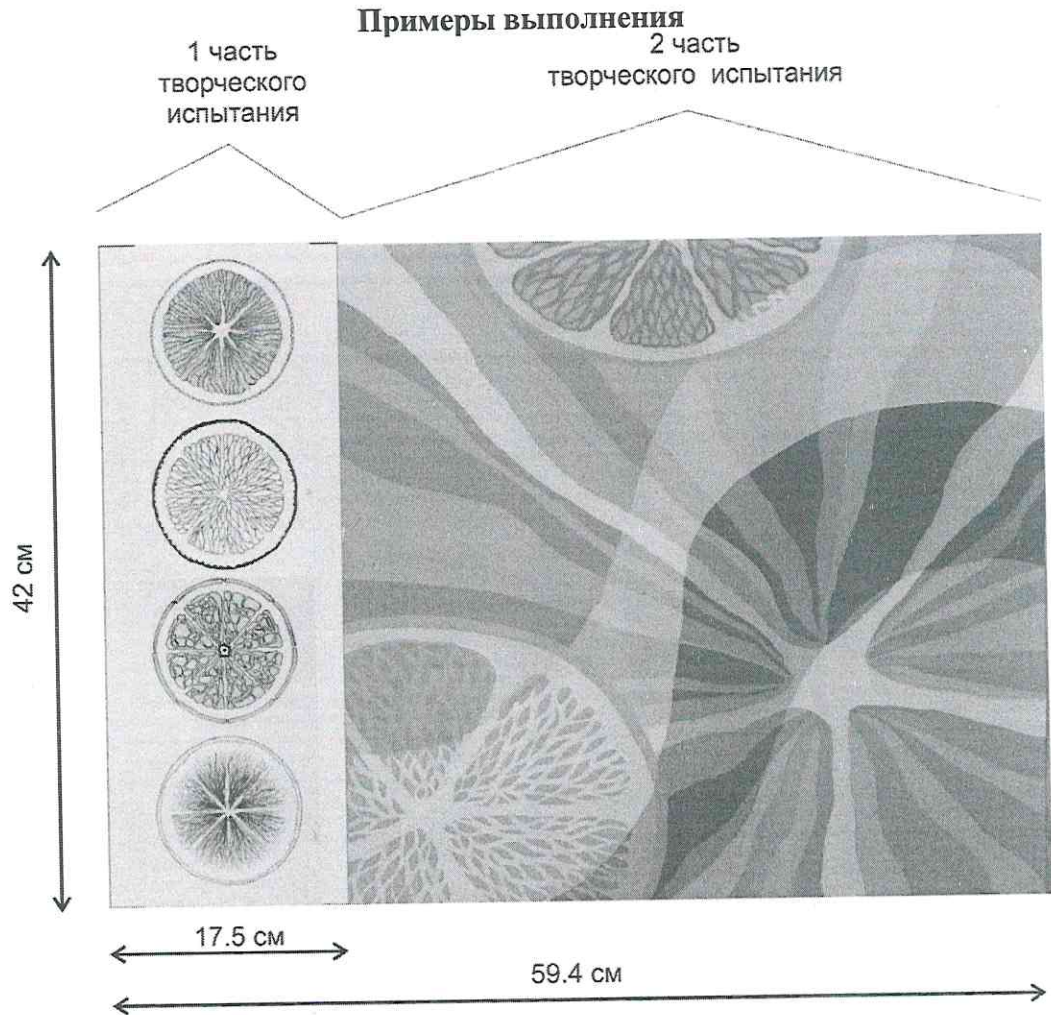 Примеры выполнения
1 часть
творческого
испытания
2 часть
творческого испытания
42 см
17.5 см
59.4 см